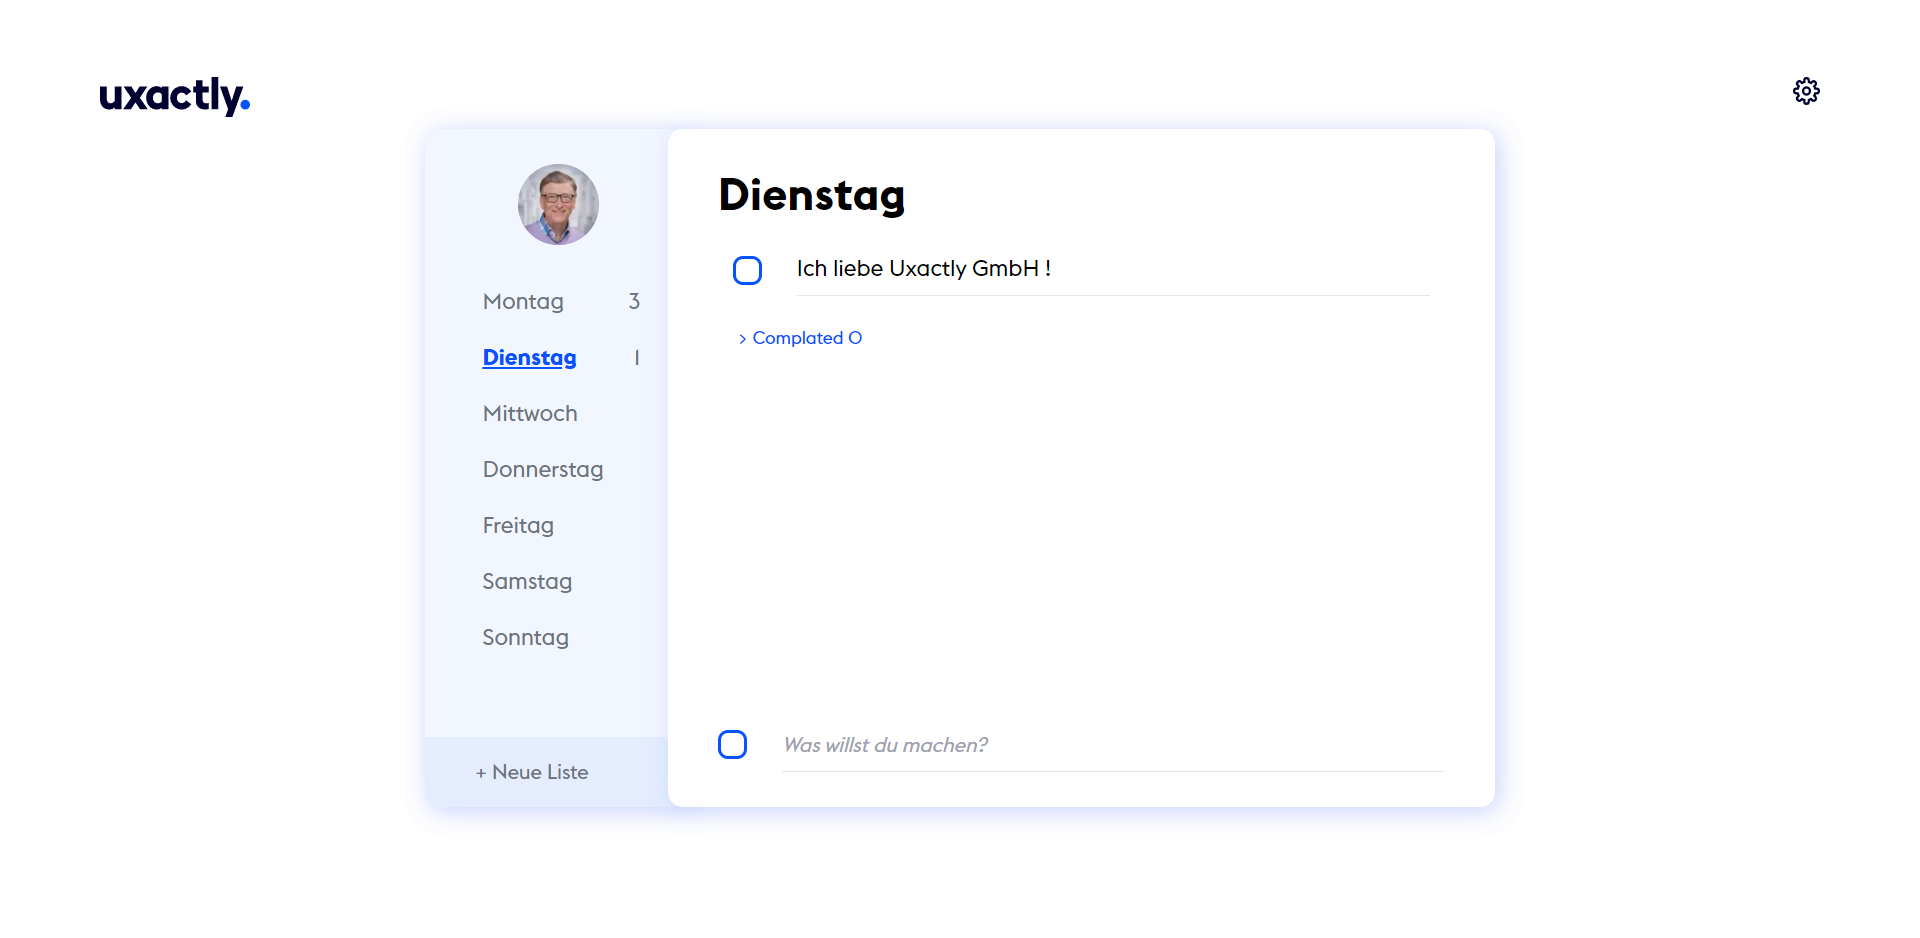 uxactly.
Montag 3
Dienstag 1
Mittwoch
Donnerstag
Freitag
Samstag
Sonntag
+ Neue Liste
Dienstag
Ich liebe Uxactly GmbH !
> Complated 0
Was willst du machen?